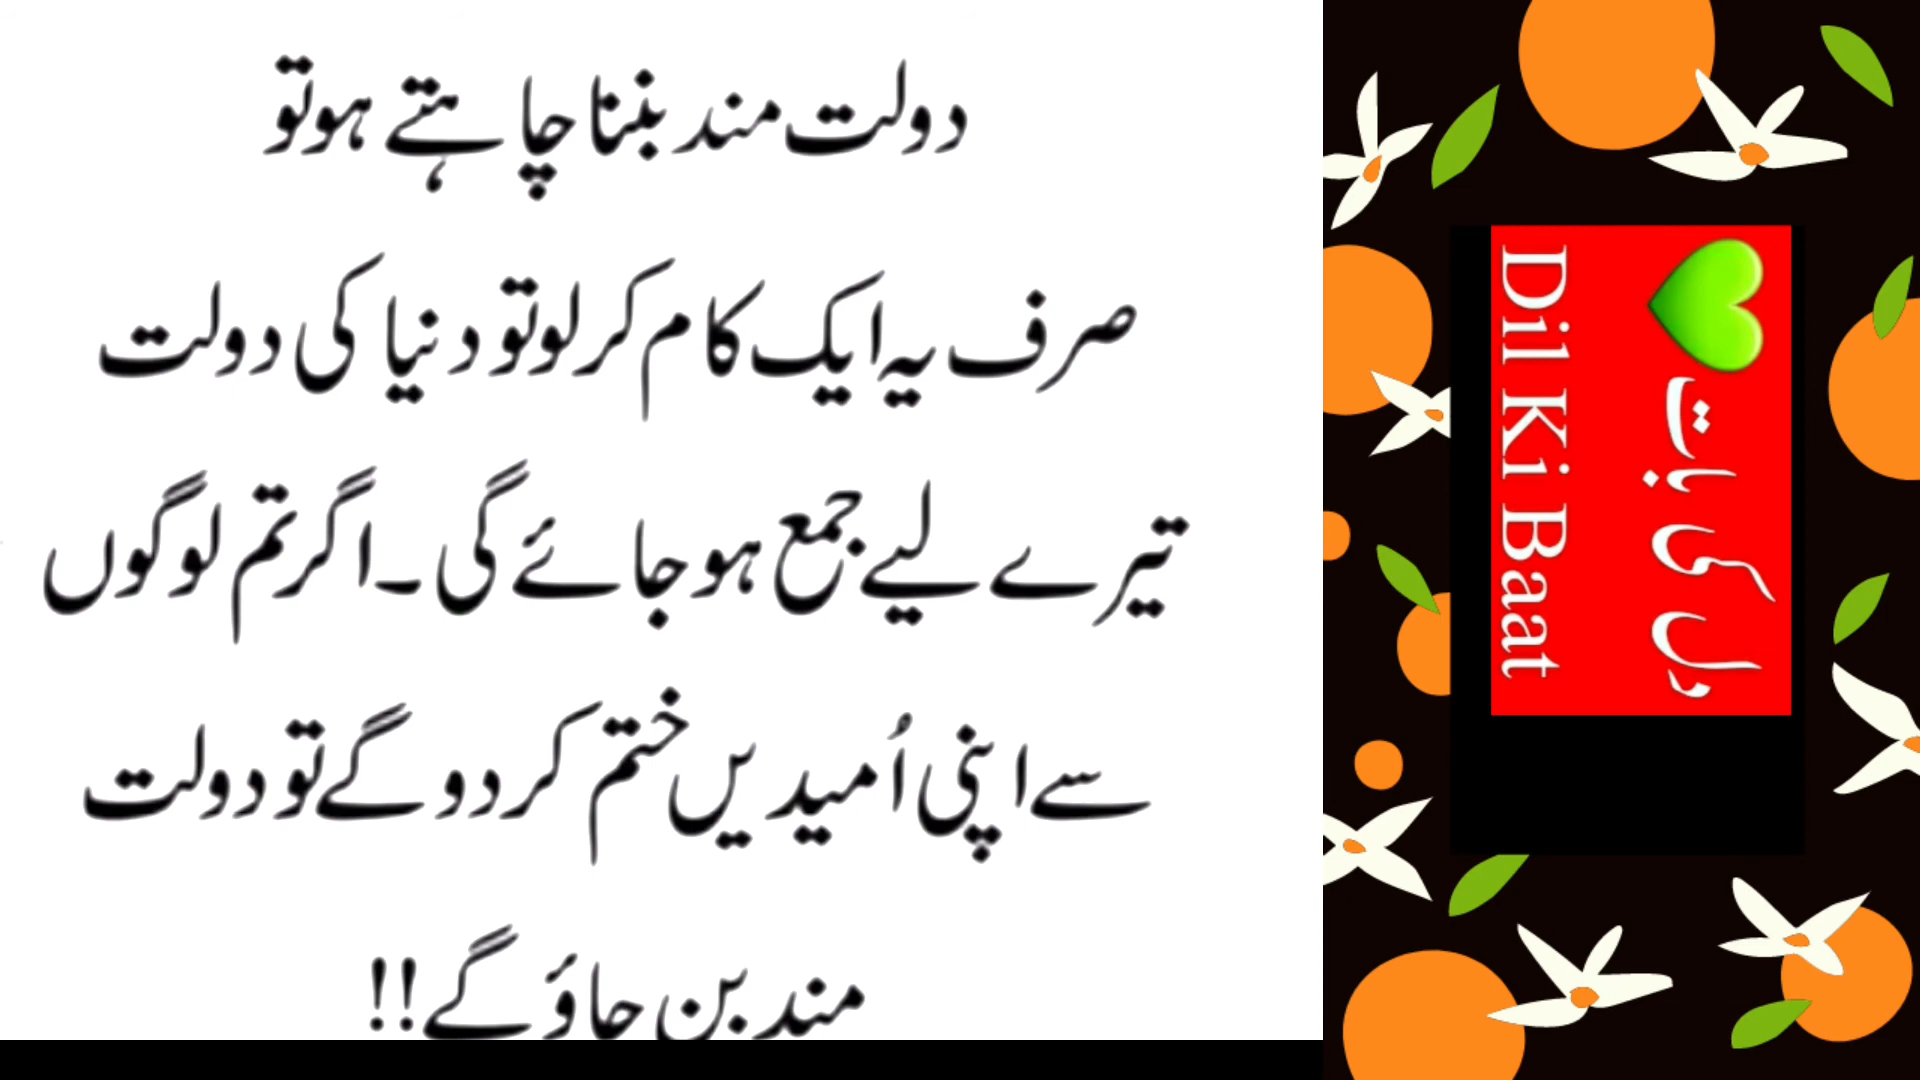 دولت مند بننا چاہتے ہو تو
صرف یہ ایک کام کر لو تو دنیا کی دولت
تیرے لیے جمع ہو جائے گی ۔ اگر تم لوگوں
سے اپنی اُمیدیں ختم کر دو گے تو دولت
مند بن جاؤ گے !!
دل کی بات
Dil Ki Baat